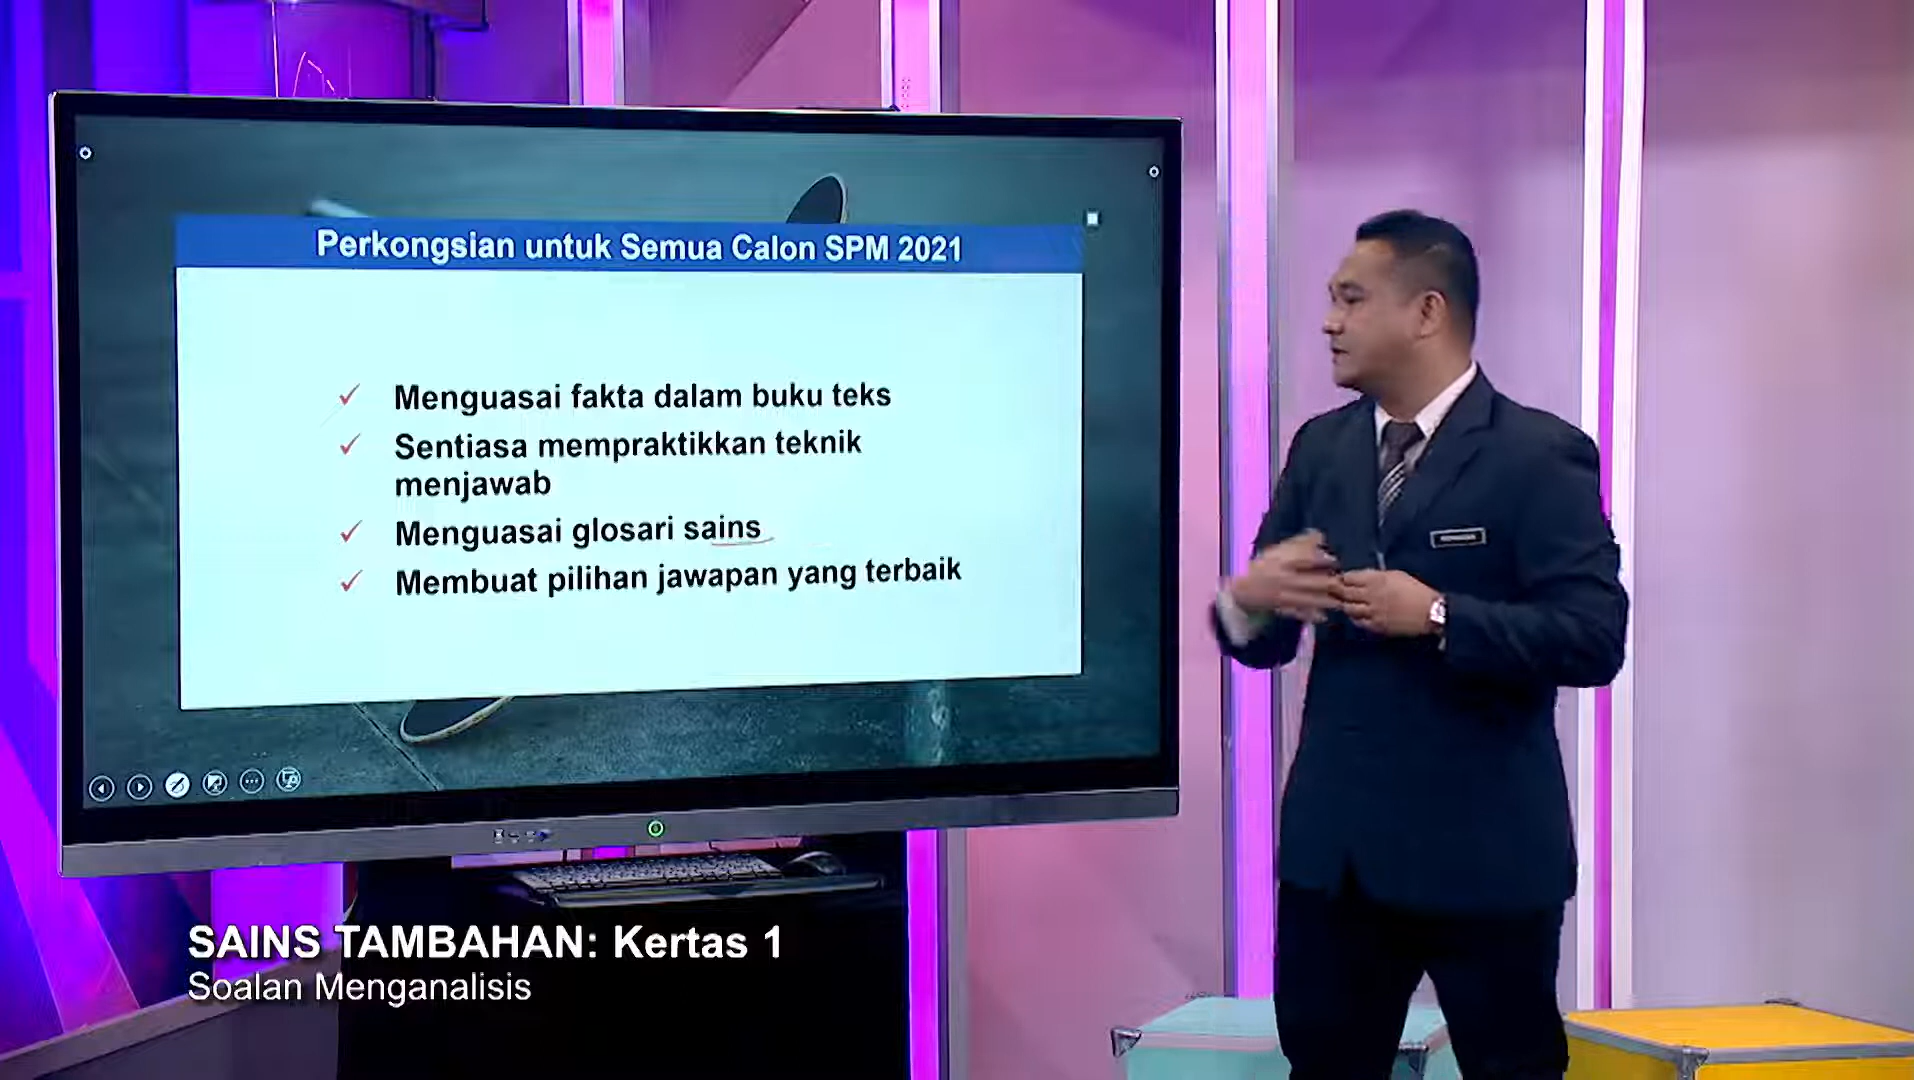 Perkongsian untuk Semua Calon SPM 2021
Menguasai fakta dalam buku teks
Sentiasa mempraktikkan teknik
menjawab
Menguasai glosari sains
Membuat pilihan jawapan yang terbaik
SAINS TAMBAHAN: Kertas 1
Soalan Menganalisis